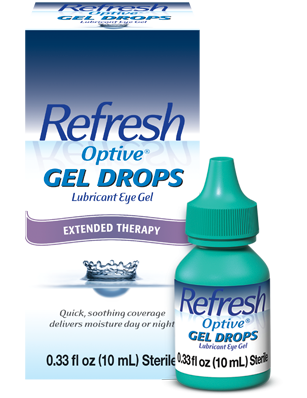 Refresh
Optive®
GEL DROPS
Lubricant Eye Gel
EXTENDED THERAPY
Quick, soothing coverage
delivers moisture day or night
0.33 fl oz (10 mL) Sterile
Refresh
Optive®
GEL DROPS
Lubricant Eye Gel
0.33 fl oz (10 mL) Sterile